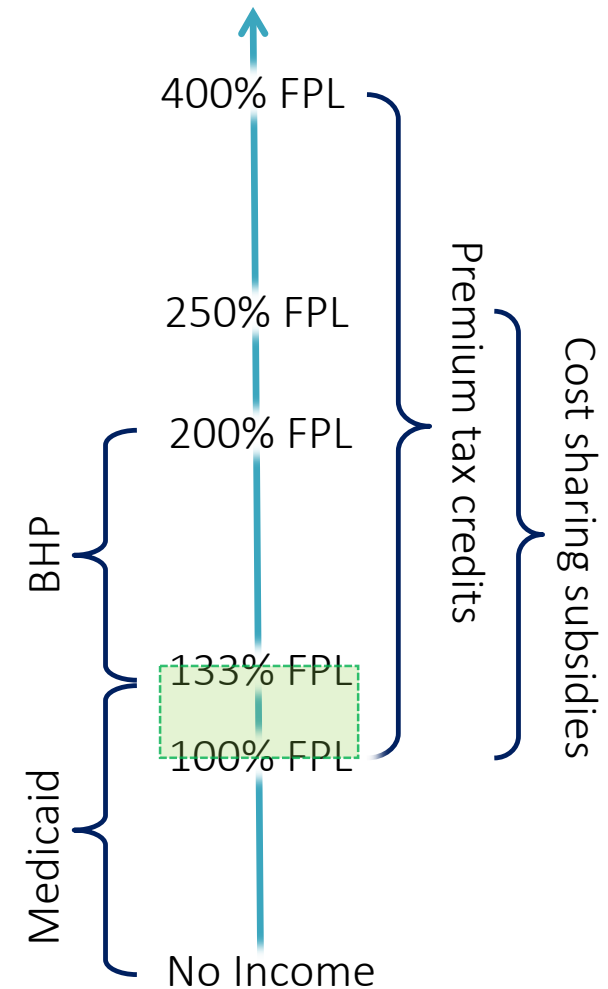 400% FPL
250% FPL
200% FPL
133% FPL
100% FPL
No Income
BHP
Medicaid
Premium tax credits
Cost sharing subsidies